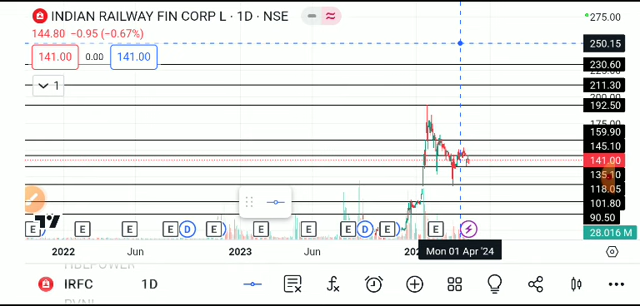 INDIAN RAILWAY FIN CORP L · 1D · NSE
144.80 −0.95 (−0.67%)
141.00 0.00 141.00
1
275.00
250.15
230.60
211.30
192.50
175.00
159.90
145.10
141.00
135.10
118.05
101.80
90.50
28.016 M
E E E E D E E E E D E D E
2022 Jun 2023 Jun
Mon 01 Apr '24
IRFC 1D
RVNL